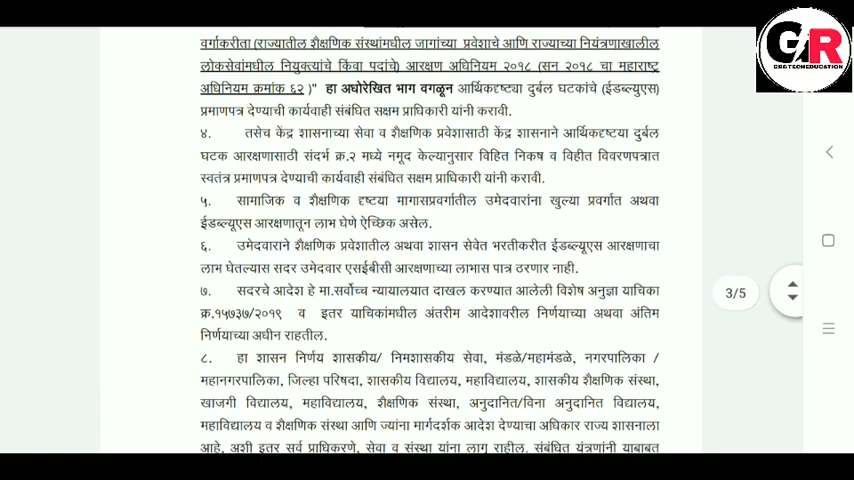 GR
GRGTECHEDUCATION
वर्गाकरीता (राज्यातील शैक्षणिक संस्थांमधील जागांच्या प्रवेशाचे आणि राज्याच्या नियंत्रणाखालील
लोकसेवांमधील नियुक्त्यांचे किंवा पदांचे) आरक्षण अधिनियम २०१८ (सन २०१८ चा महाराष्ट्र
अधिनियम क्रमांक ६२ )" हा अधोरेखित भाग वगळून आर्थिकदृष्ट्या दुर्बल घटकांचे (ईडब्ल्युएस)
प्रमाणपत्र देण्याची कार्यवाही संबंधित सक्षम प्राधिकारी यांनी करावी.
४. तसेच केंद्र शासनाच्या सेवा व शैक्षणिक प्रवेशासाठी केंद्र शासनाने आर्थिकदृष्टया दुर्बल
घटक आरक्षणासाठी संदर्भ क्र.२ मध्ये नमूद केल्यानुसार विहित निकष व विहीत विवरणपत्रात
स्वतंत्र प्रमाणपत्र देण्याची कार्यवाही संबंधित सक्षम प्राधिकारी यांनी करावी.
५. सामाजिक व शैक्षणिक दृष्टया मागासप्रवर्गातील उमेदवारांना खुल्या प्रवर्गात अथवा
ईडब्ल्यूएस आरक्षणातून लाभ घेणे ऐच्छिक असेल.
६. उमेदवाराने शैक्षणिक प्रवेशातील अथवा शासन सेवेत भरतीकरीत ईडब्ल्यूएस आरक्षणाचा
लाभ घेतल्यास सदर उमेदवार एसईबीसी आरक्षणाच्या लाभास पात्र ठरणार नाही.
७. सदरचे आदेश हे मा.सर्वोच्च न्यायालयात दाखल करण्यात आलेली विशेष अनुज्ञा याचिका
क्र.१५७३७/२०१९ व इतर याचिकांमधील अंतरीम आदेशावरील निर्णयाच्या अथवा अंतिम
निर्णयाच्या अधीन राहतील.
3/5
८. हा शासन निर्णय शासकीय/ निमशासकीय सेवा, मंडळे/महामंडळे, नगरपालिका /
महानगरपालिका, जिल्हा परिषदा, शासकीय विद्यालय, महाविद्यालय, शासकीय शैक्षणिक संस्था,
खाजगी विद्यालय, महाविद्यालय, शैक्षणिक संस्था, अनुदानित/विना अनुदानित विद्यालय,
महाविद्यालय व शैक्षणिक संस्था आणि ज्यांना मार्गदर्शक आदेश देण्याचा अधिकार राज्य शासनाला
आहे, अशी इतर सर्व प्राधिकरणे, सेवा व संस्था यांना लागू राहील. संबंधित यंत्रणांनी याबाबत